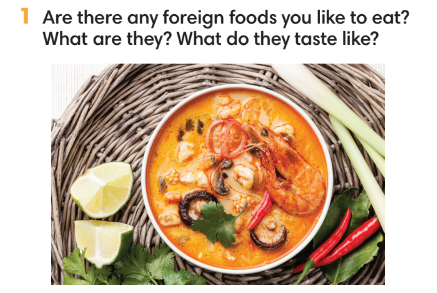 1 Are there any foreign foods you like to eat?
What are they? What do they taste like?